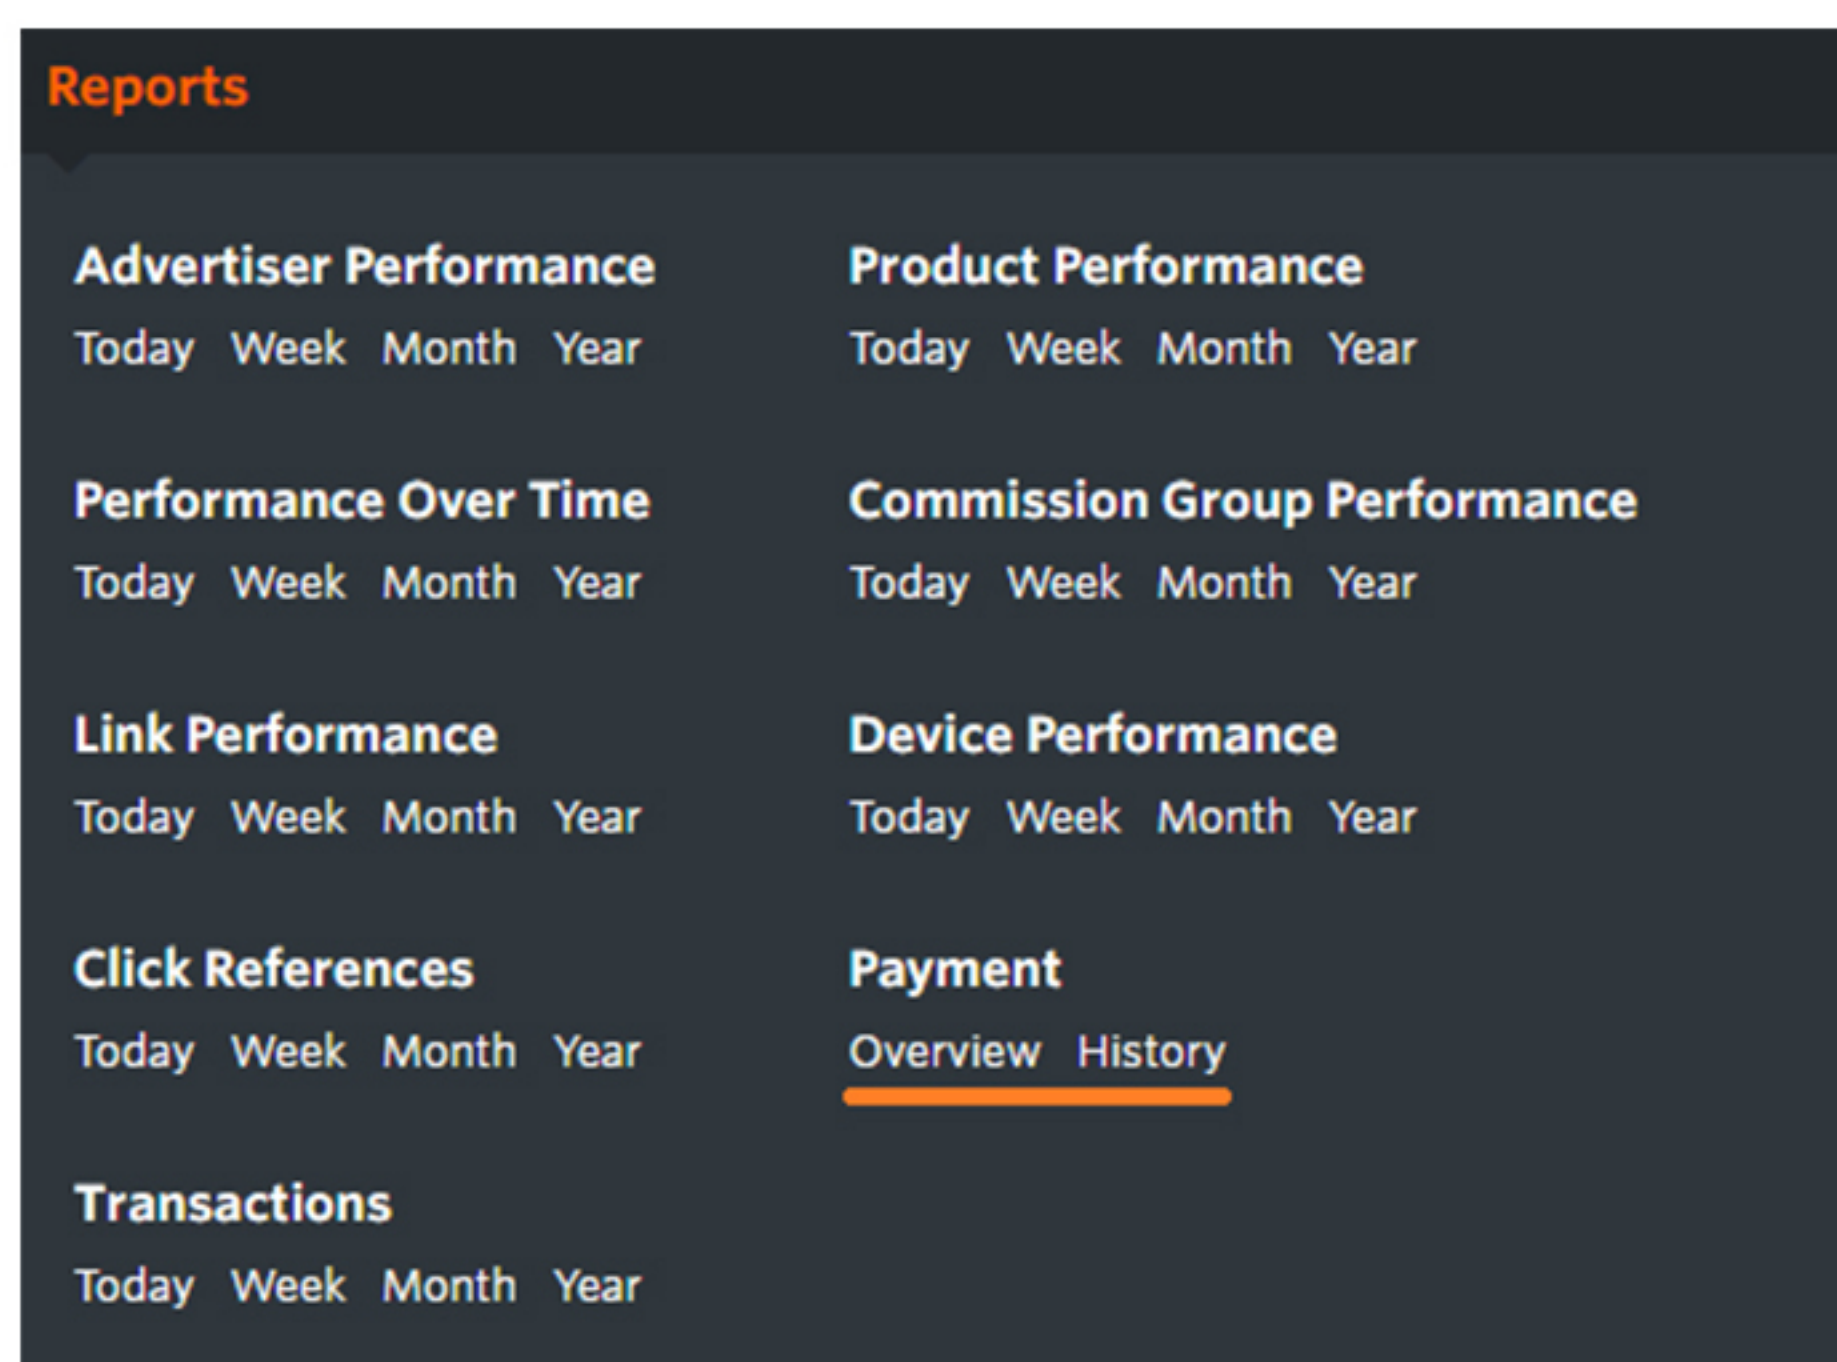 Reports
Advertiser Performance
Today Week Month Year
Performance Over Time
Today Week Month Year
Link Performance
Today Week Month Year
Click References
Today Week Month Year
Transactions
Today Week Month Year
Product Performance
Today Week Month Year
Commission Group Performance
Today Week Month Year
Device Performance
Today Week Month Year
Payment
Overview History